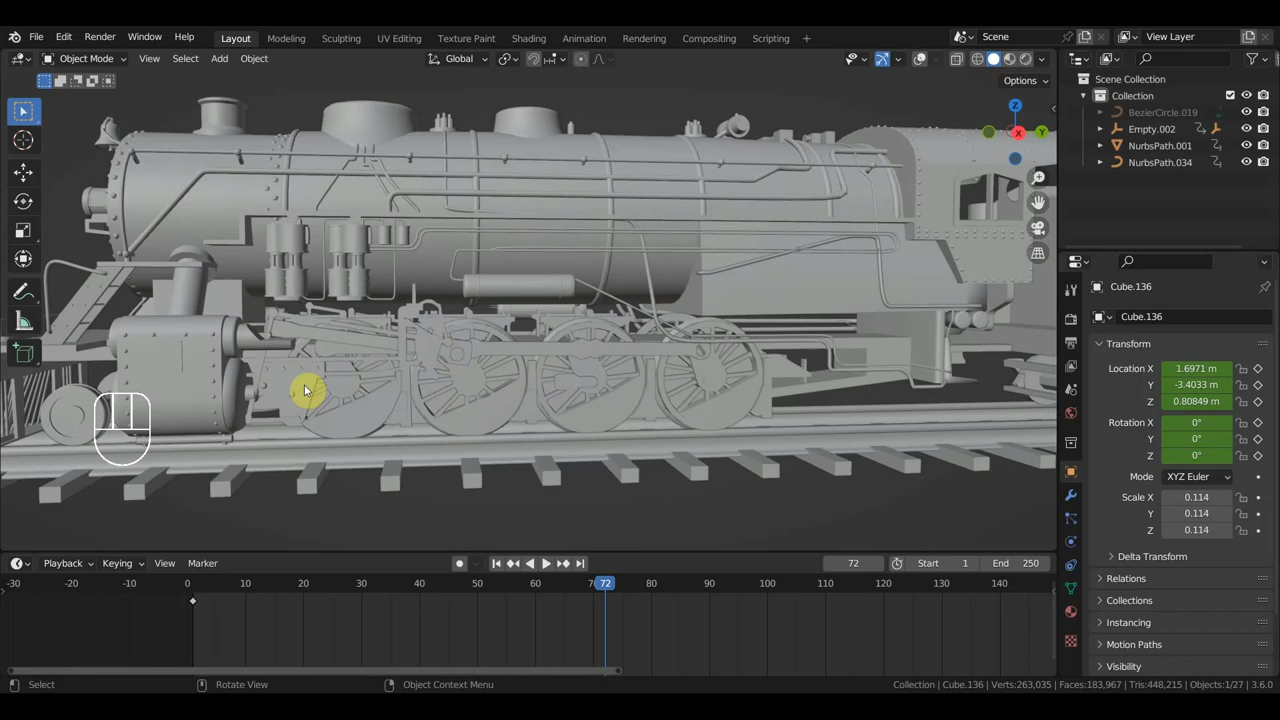 File Edit Render Window Help Layout Modeling Sculpting UV Editing Texture Paint Shading Animation Rendering Compositing Scripting + Scene View Layer
Object Mode View Select Add Object Global
Options
Scene Collection
Collection
BezierCircle.019
Empty.002
NurbsPath.001
NurbsPath.034
X
Y
Z
Cube.136
Cube.136
Transform
Location X 1.6971 m
Y -3.4033 m
Z 0.80849 m
Rotation X 0°
Y 0°
Z 0°
Mode XYZ Euler
Scale X 0.114
Y 0.114
Z 0.114
Delta Transform
Relations
Collections
Instancing
Motion Paths
Visibility
Playback Keying View Marker 72 Start 1 End 250
-30 -20 -10 0 10 20 30 40 50 60 72 80 90 100 110 120 130 140
Select Rotate View Object Context Menu Collection | Cube.136 | Verts:263,035 | Faces:183,967 | Tris:448,215 | Objects:1/27 | 3.6.0